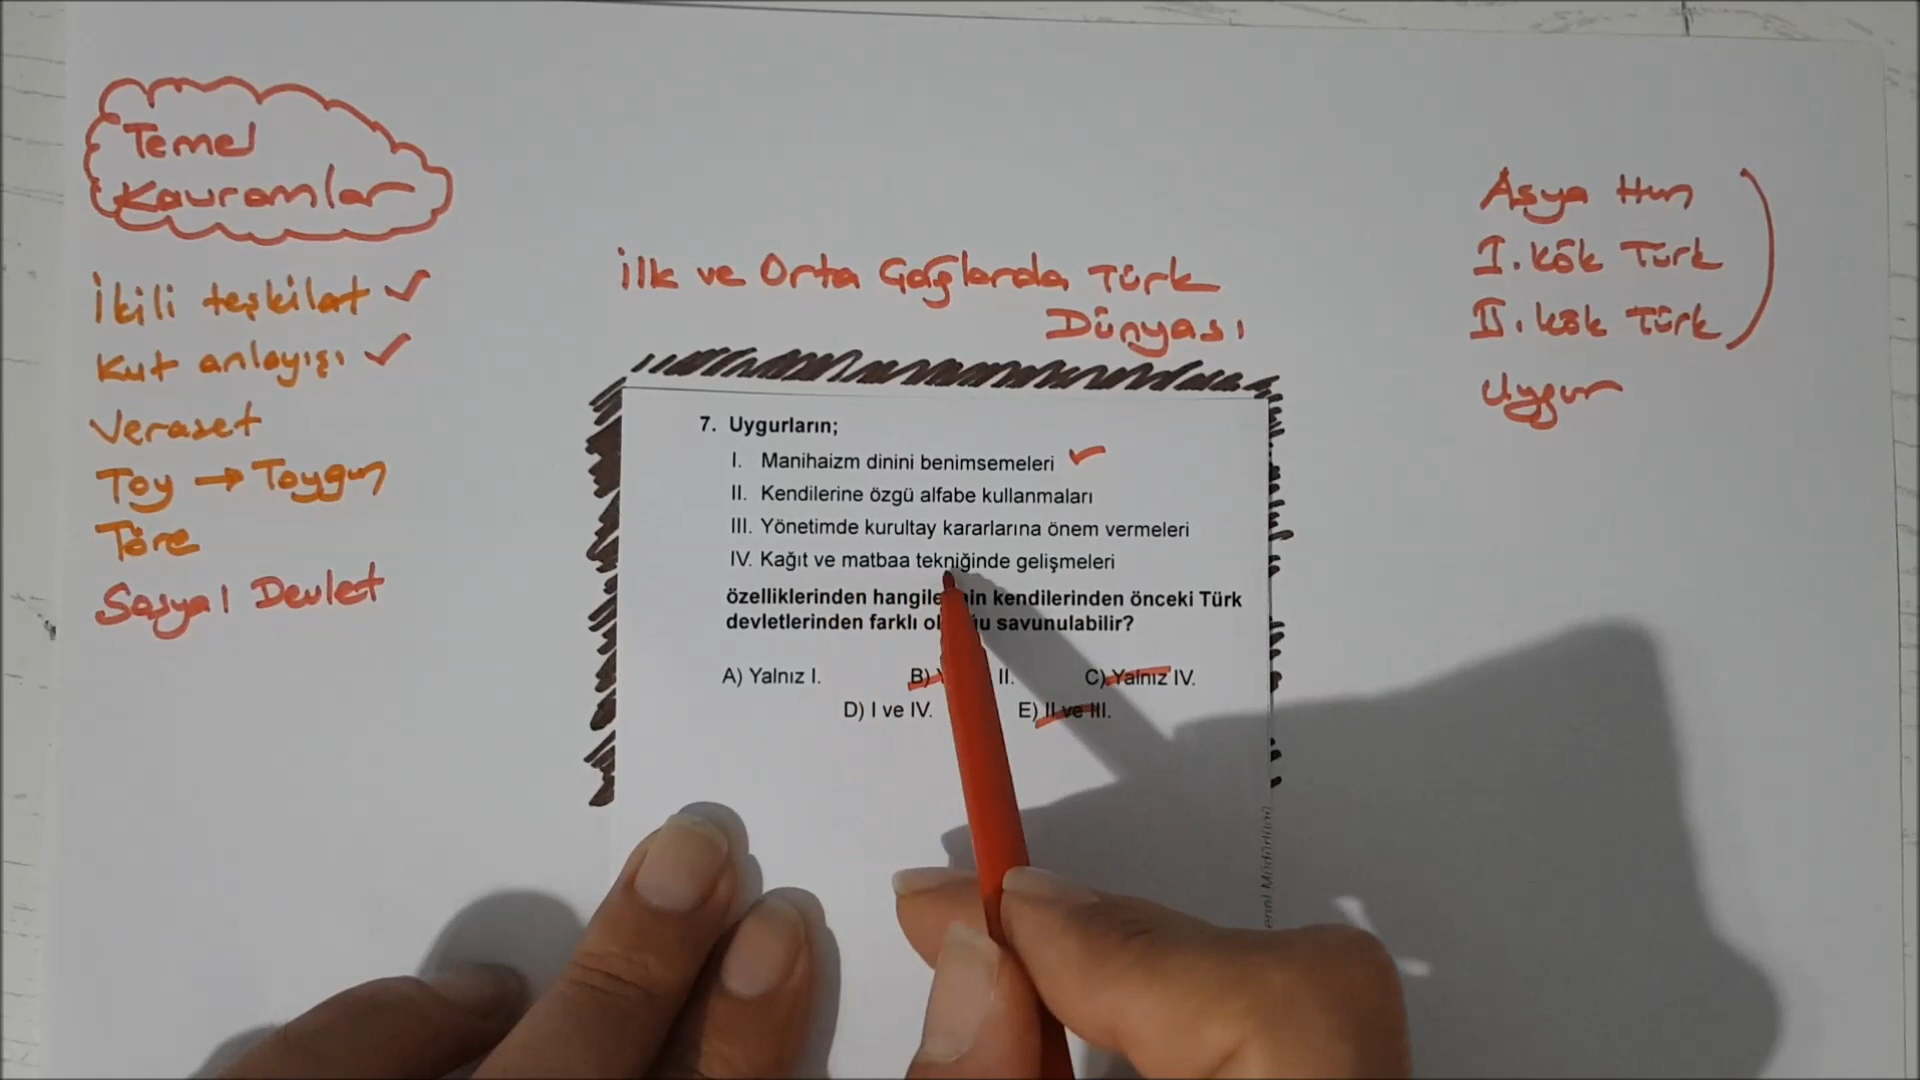 Temel
Kavramlar
İkili teşkilat
Kut anlayışı
Veraset
Toy → Toygun
Töre
Sosyal Devlet
İlk ve Orta Çağlarda Türk
Dünyası
7. Uygurların;
I. Manihaizm dinini benimsemeleri
II. Kendilerine özgü alfabe kullanmaları
III. Yönetimde kurultay kararlarına önem vermeleri
IV. Kağıt ve matbaa tekniğinde gelişmeleri
özelliklerinden kendilerinden önceki Türk
devletlerinden farklı savunulabilir?
A) Yalnız I. B) II. C) Yalnız IV.
D) I ve IV. E) II ve III.
Asya Hun
I. Kök Türk
II. Kök Türk
Uygur